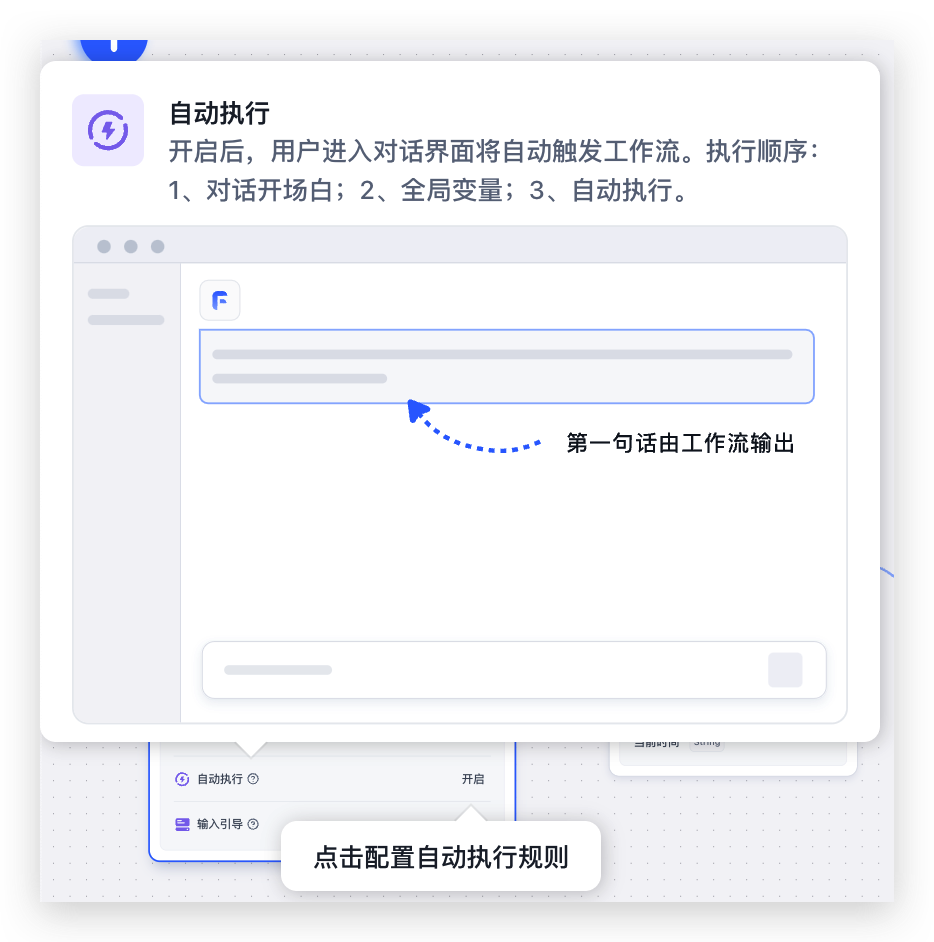 自动执行
开启后，用户进入对话界面将自动触发工作流。执行顺序：
1、对话开场白；2、全局变量；3、自动执行。
第一句话由工作流输出
当前时间 String
自动执行 开启
输入引导
点击配置自动执行规则